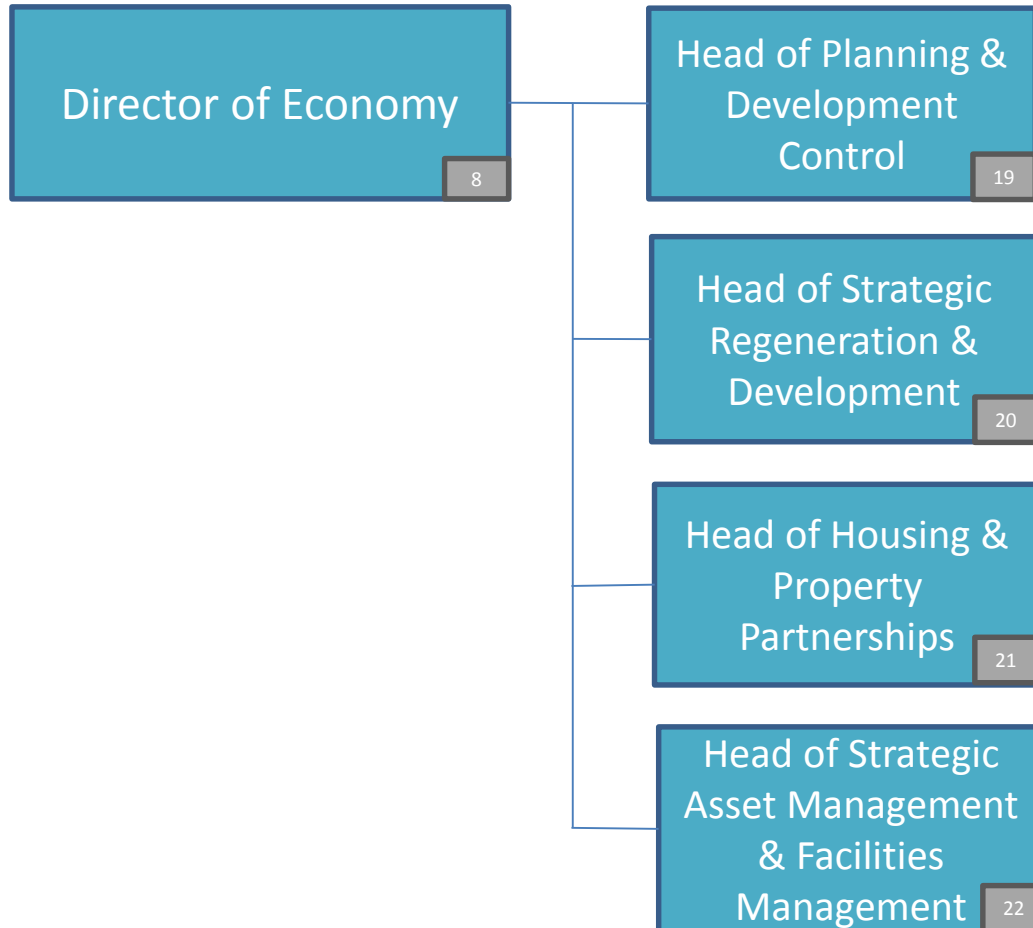 Director of Economy
8
Head of Planning &
Development
Control
19
Head of Strategic
Regeneration &
Development
20
Head of Housing &
Property
Partnerships
21
Head of Strategic
Asset Management
& Facilities
Management
22